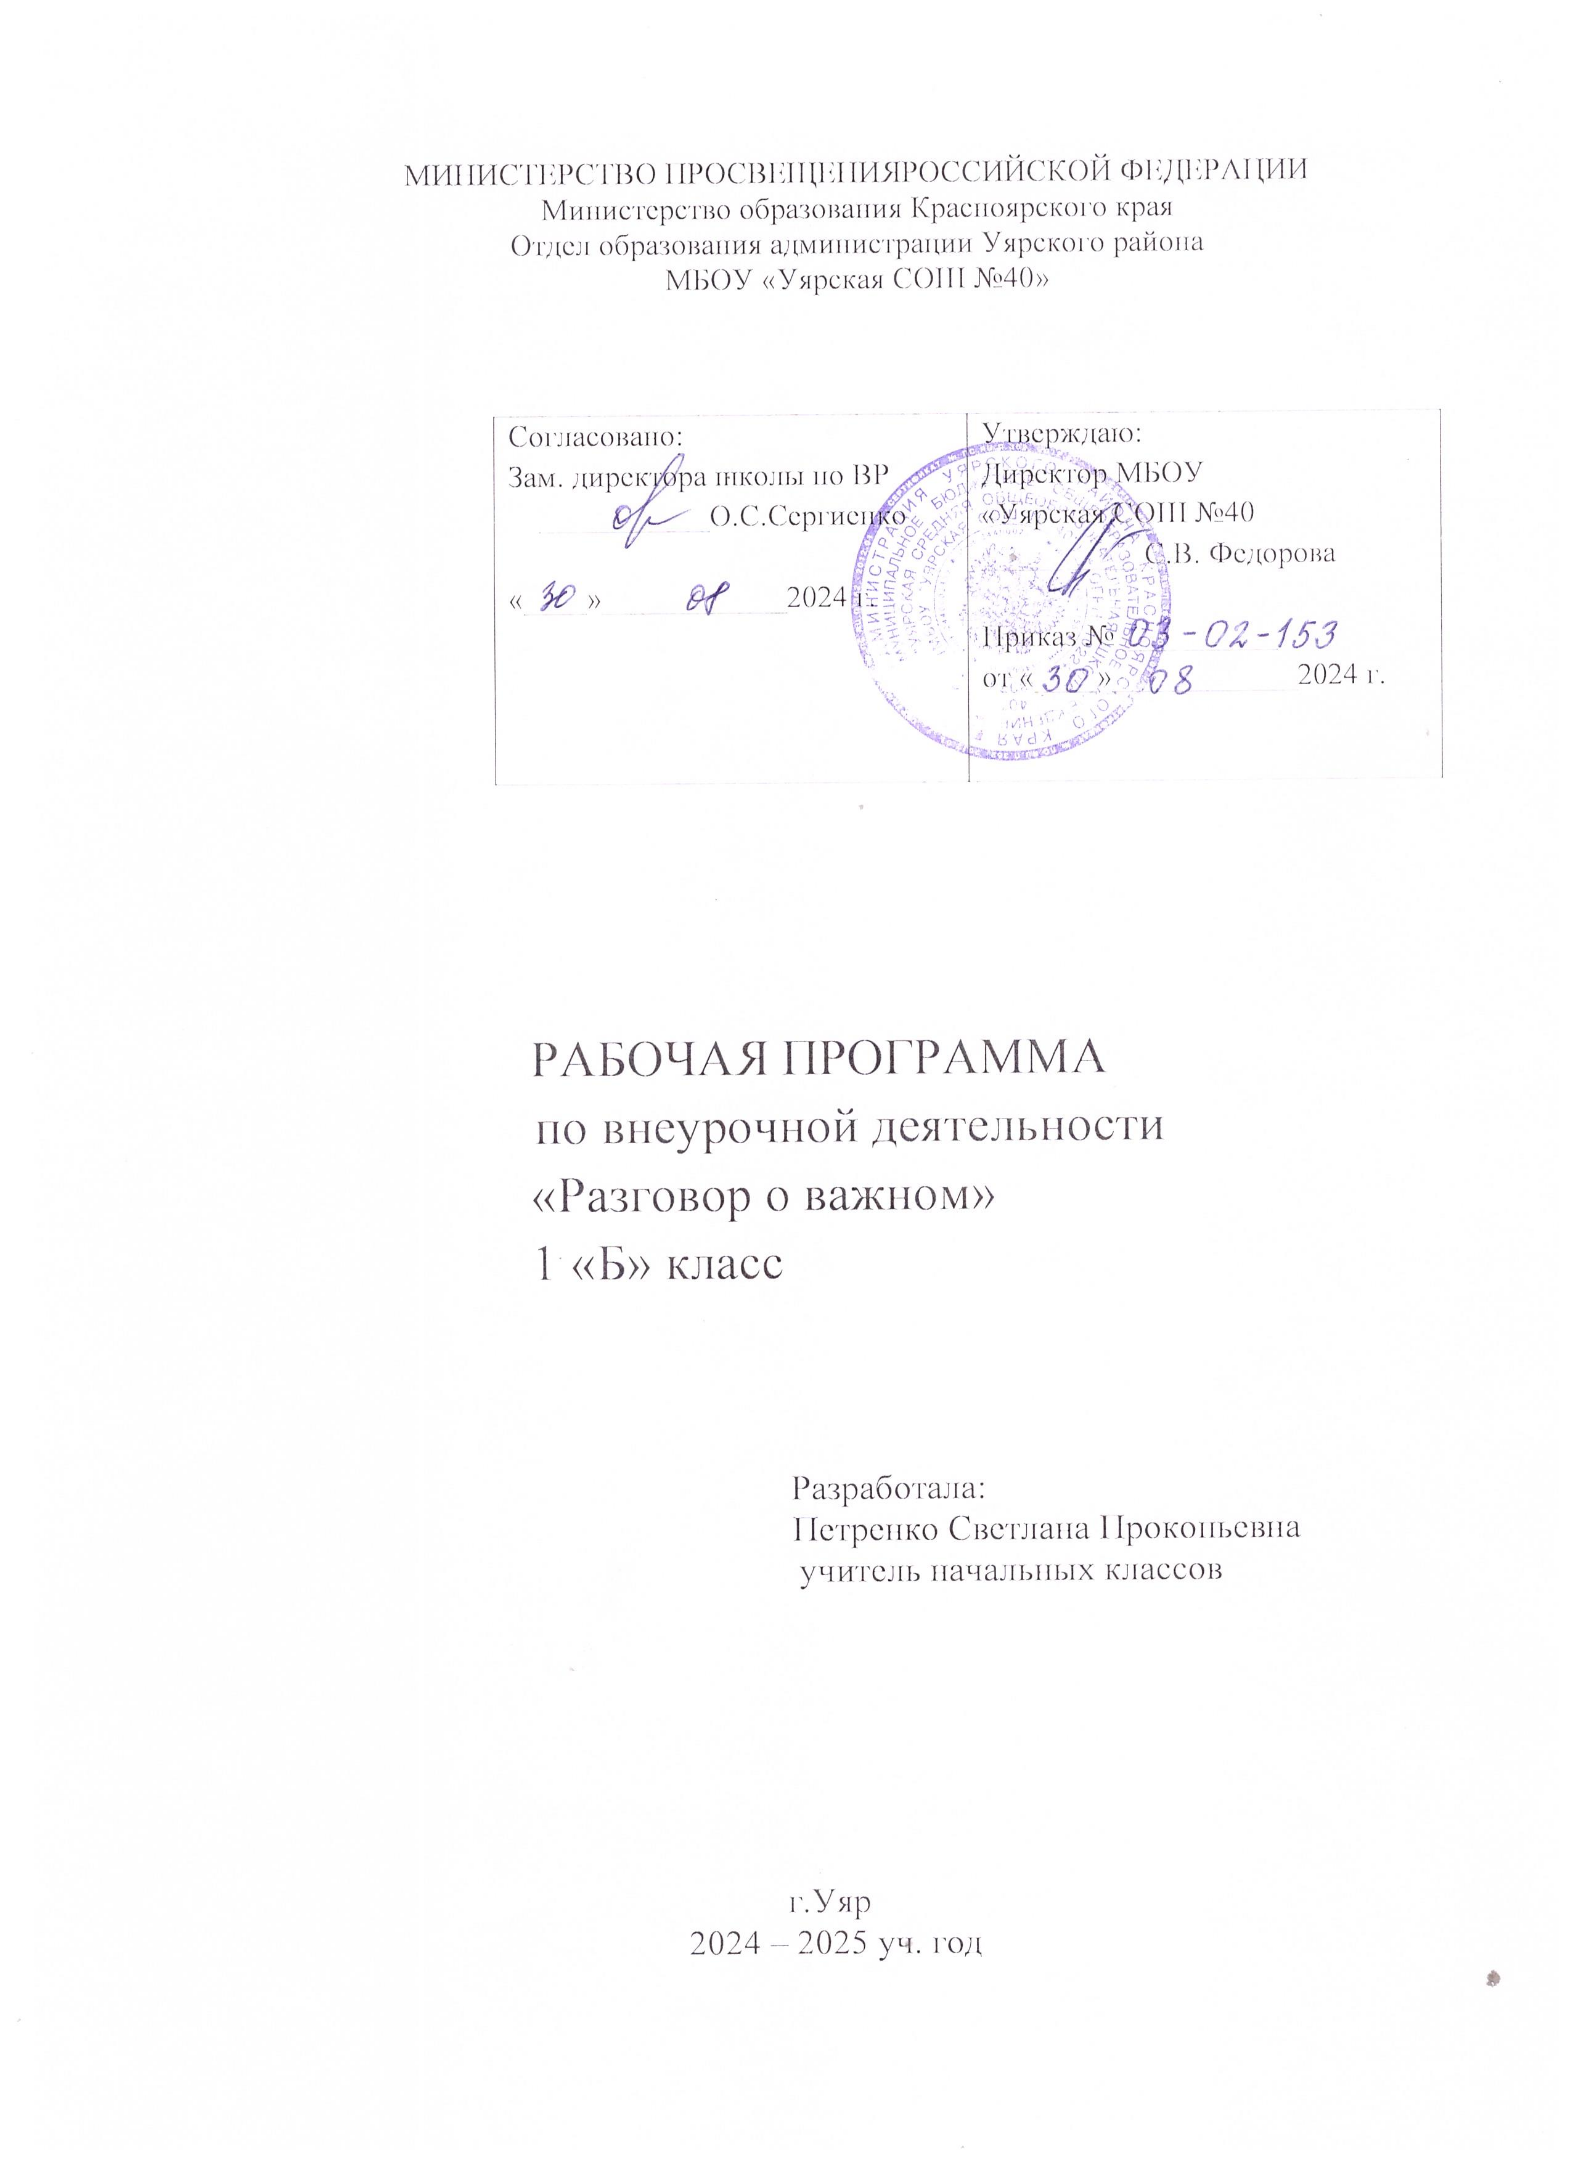 МИНИСТЕРСТВО ПРОСВЕЩЕНИЯРОССИЙСКОЙ ФЕДЕРАЦИИ
Министерство образования Красноярского края
Отдел образования администрации Уярского района
МБОУ «Уярская СОШ №40»
Согласовано:
Зам. директора школы по ВР
О.С.Сергиенко
« 30 » 08 2024 г.
Утверждаю:
Директор МБОУ
«Уярская СОШ №40
С.В. Федорова
Приказ № 03-02-153
от « 30 » 08 2024 г.
РАБОЧАЯ ПРОГРАММА
по внеурочной деятельности
«Разговор о важном»
1 «Б» класс
Разработала:
Петренко Светлана Прокопьевна
учитель начальных классов
г.Уяр
2024 – 2025 уч. год